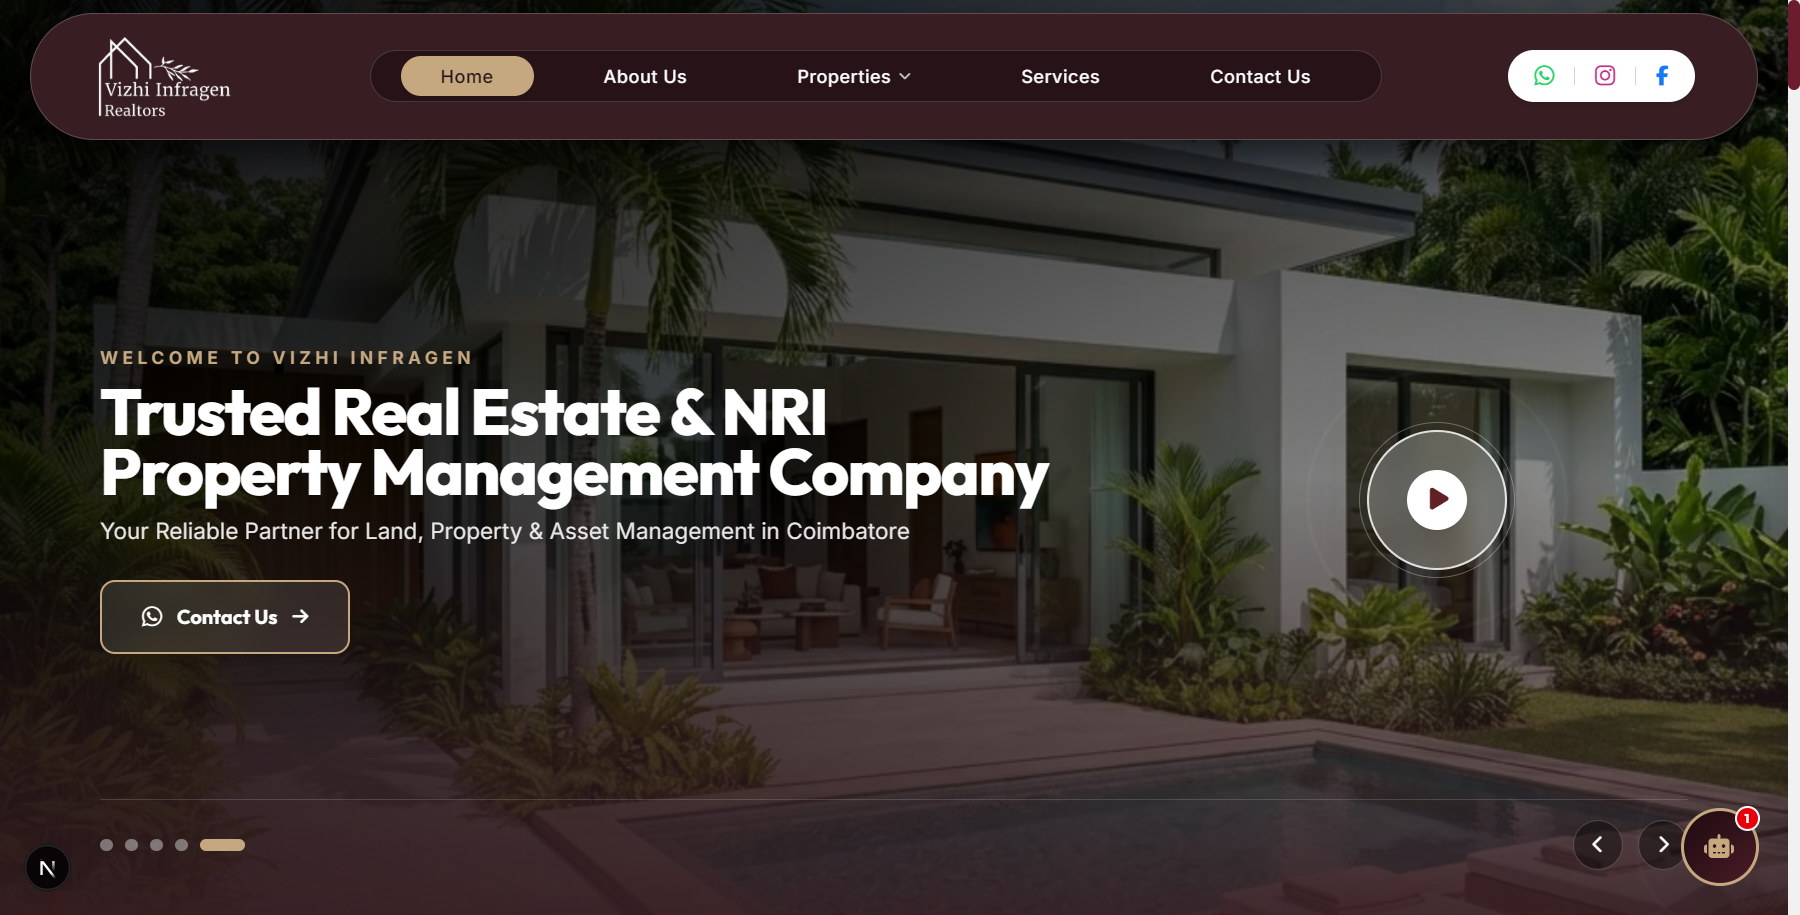 Vizhi Infragen
Realtors
Home
About Us
Properties
Services
Contact Us
WELCOME TO VIZHI INFRAGEN
Trusted Real Estate & NRI
Property Management Company
Your Reliable Partner for Land, Property & Asset Management in Coimbatore
Contact Us
N
1